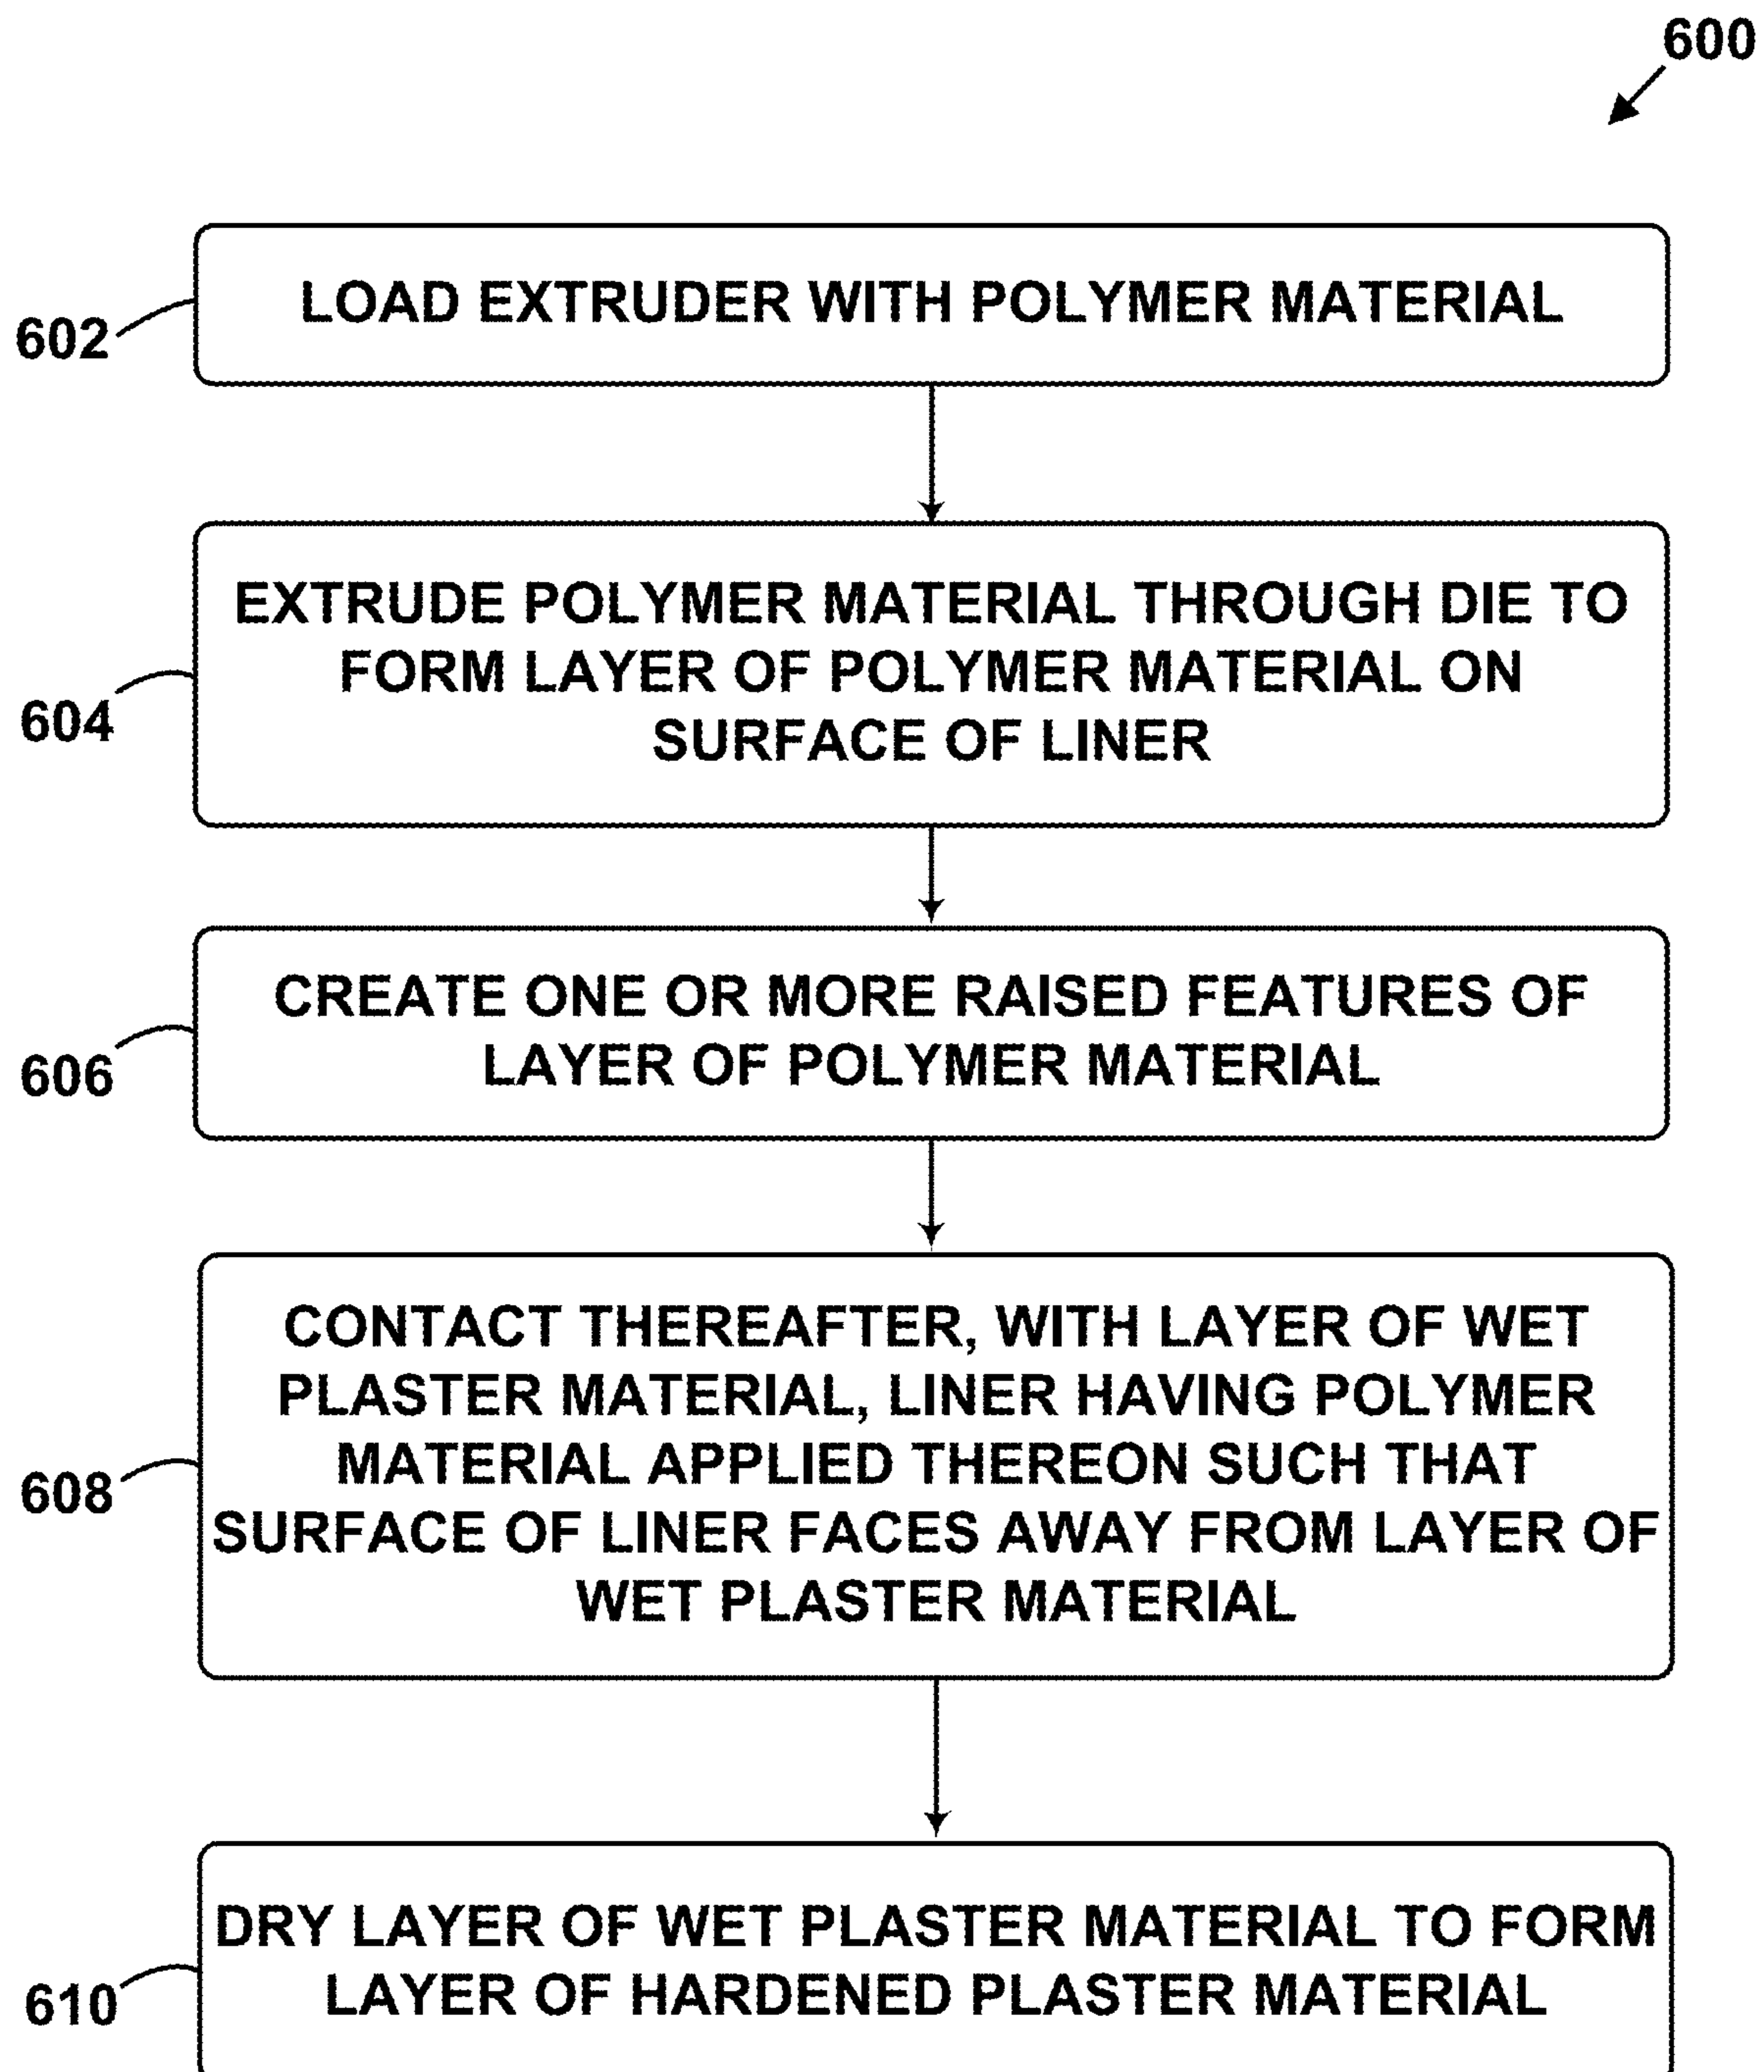 600
602
LOAD EXTRUDER WITH POLYMER MATERIAL
604
EXTRUDE POLYMER MATERIAL THROUGH DIE TO
FORM LAYER OF POLYMER MATERIAL ON
SURFACE OF LINER
606
CREATE ONE OR MORE RAISED FEATURES OF
LAYER OF POLYMER MATERIAL
608
CONTACT THEREAFTER, WITH LAYER OF WET
PLASTER MATERIAL, LINER HAVING POLYMER
MATERIAL APPLIED THEREON SUCH THAT
SURFACE OF LINER FACES AWAY FROM LAYER OF
WET PLASTER MATERIAL
610
DRY LAYER OF WET PLASTER MATERIAL TO FORM
LAYER OF HARDENED PLASTER MATERIAL